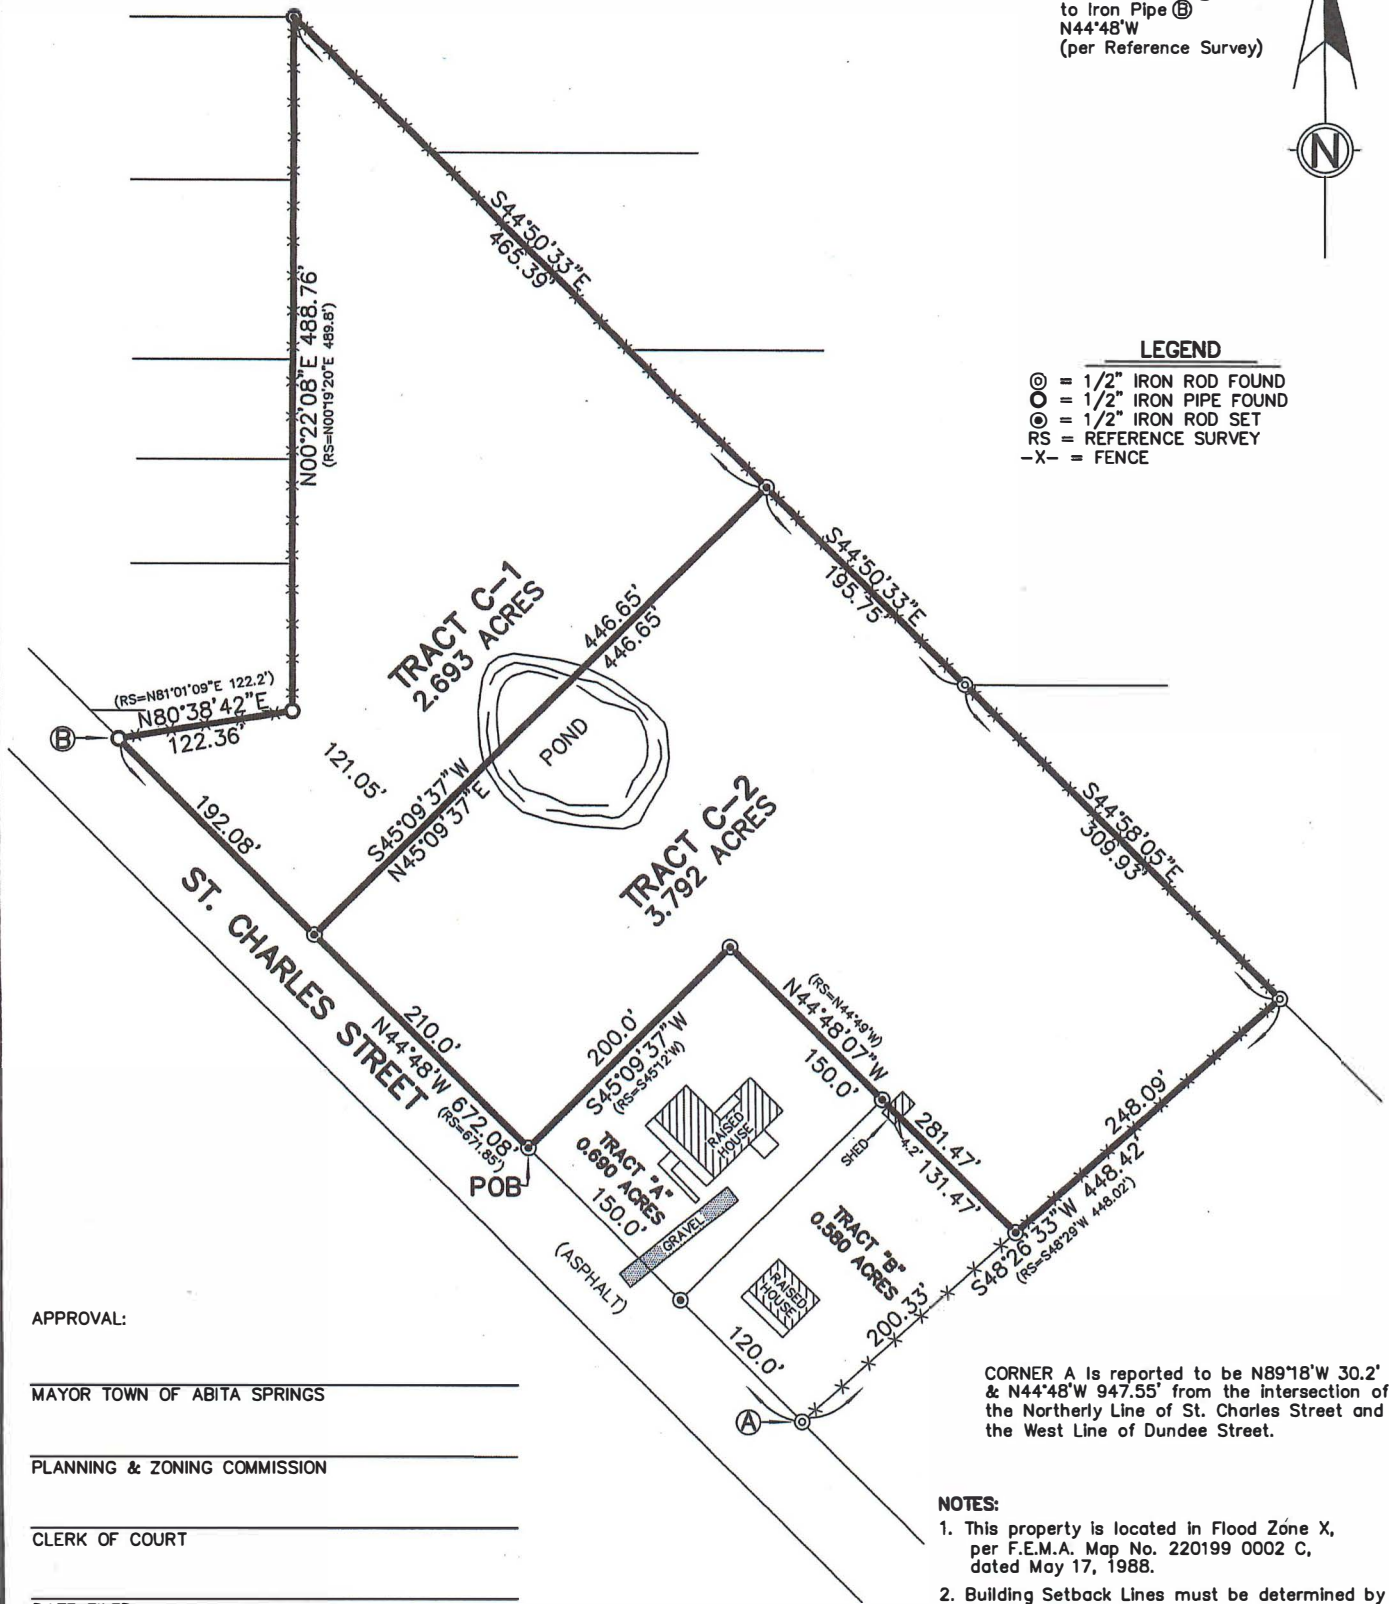 to Iron Pipe Ⓑ
N44°48'W
(per Reference Survey)
N
LEGEND
= 1/2" IRON ROD FOUND
= 1/2" IRON PIPE FOUND
= 1/2" IRON ROD SET
RS = REFERENCE SURVEY
-X- = FENCE
S44°50'33"E
465.39'
N00°22'08"E 488.76'
(RS=N00°19'20"E 489.8')
S44°50'33"E
195.75'
TRACT C-1
2.693 ACRES
446.65'
446.65'
(RS=N81°01'09"E 122.2')
N80°38'42"E
122.36'
B
121.05'
S45°09'37"W
N45°09'37"E
POND
192.08'
TRACT C-2
3.792 ACRES
S44°58'05"E
309.93'
ST. CHARLES STREET
210.0'
N44°48'W 672.08'
(RS=671.85')
200.0'
S45°09'37"W
(RS=S45°12'W)
(RS=N44°49'W)
N44°48'07"W
150.0'
281.47'
131.47'
4.2'
SHED
248.09'
S48°26'33"W 448.42'
(RS=S48°29'W 448.02')
POB
RAISED
HOUSE
TRACT "A"
0.690 ACRES
150.0'
GRAVEL
(ASPHALT)
TRACT "B"
0.580 ACRES
RAISED
HOUSE
200.33'
120.0'
A
APPROVAL:
MAYOR TOWN OF ABITA SPRINGS
PLANNING & ZONING COMMISSION
CLERK OF COURT
CORNER A Is reported to be N89°18'W 30.2'
& N44°48'W 947.55' from the intersection of
the Northerly Line of St. Charles Street and
the West Line of Dundee Street.
NOTES:
1. This property is located in Flood Zone X,
per F.E.M.A. Map No. 220199 0002 C,
dated May 17, 1988.
2. Building Setback Lines must be determined by